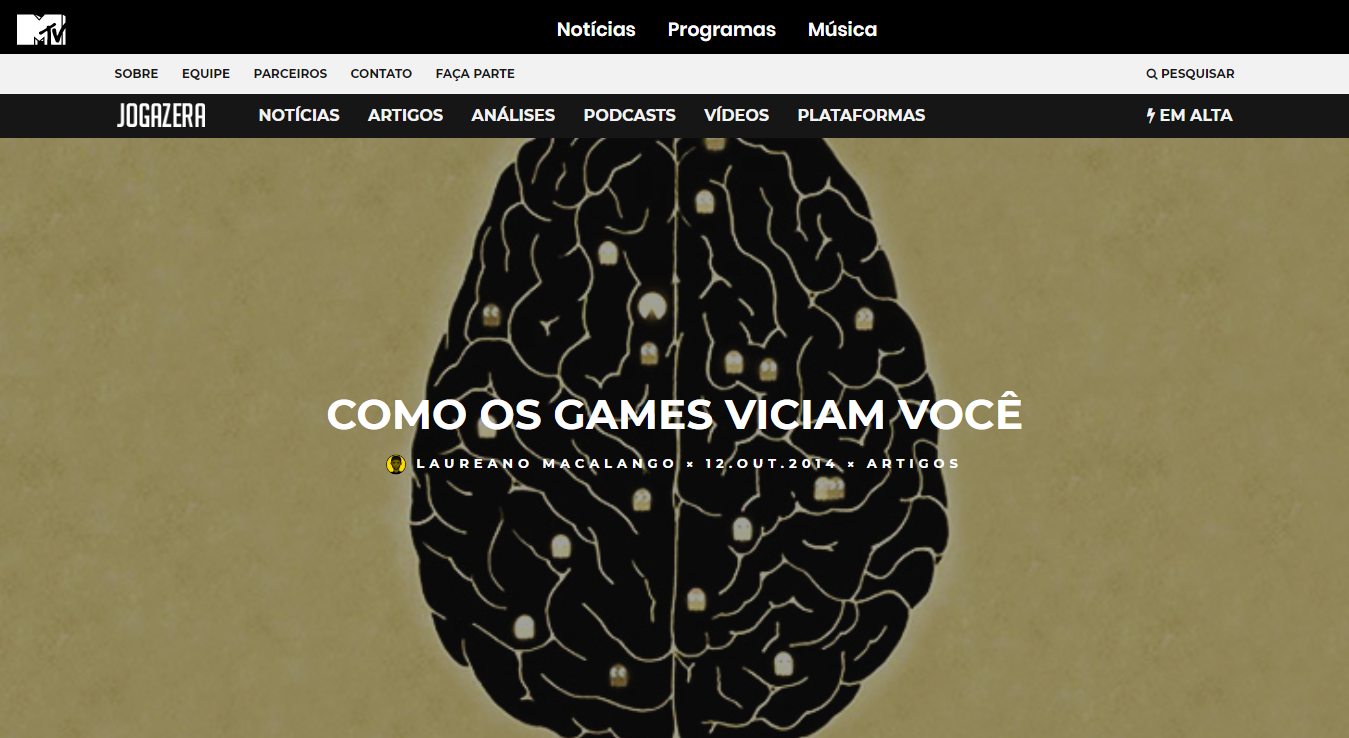 MTV
Notícias Programas Música
SOBRE EQUIPE PARCEIROS CONTATO FAÇA PARTE PESQUISAR
JOGAZERA NOTÍCIAS ARTIGOS ANÁLISES PODCASTS VÍDEOS PLATAFORMAS EM ALTA
COMO OS GAMES VICIAM VOCÊ
LAUREANO MACALANGO × 12.OUT.2014 × ARTIGOS